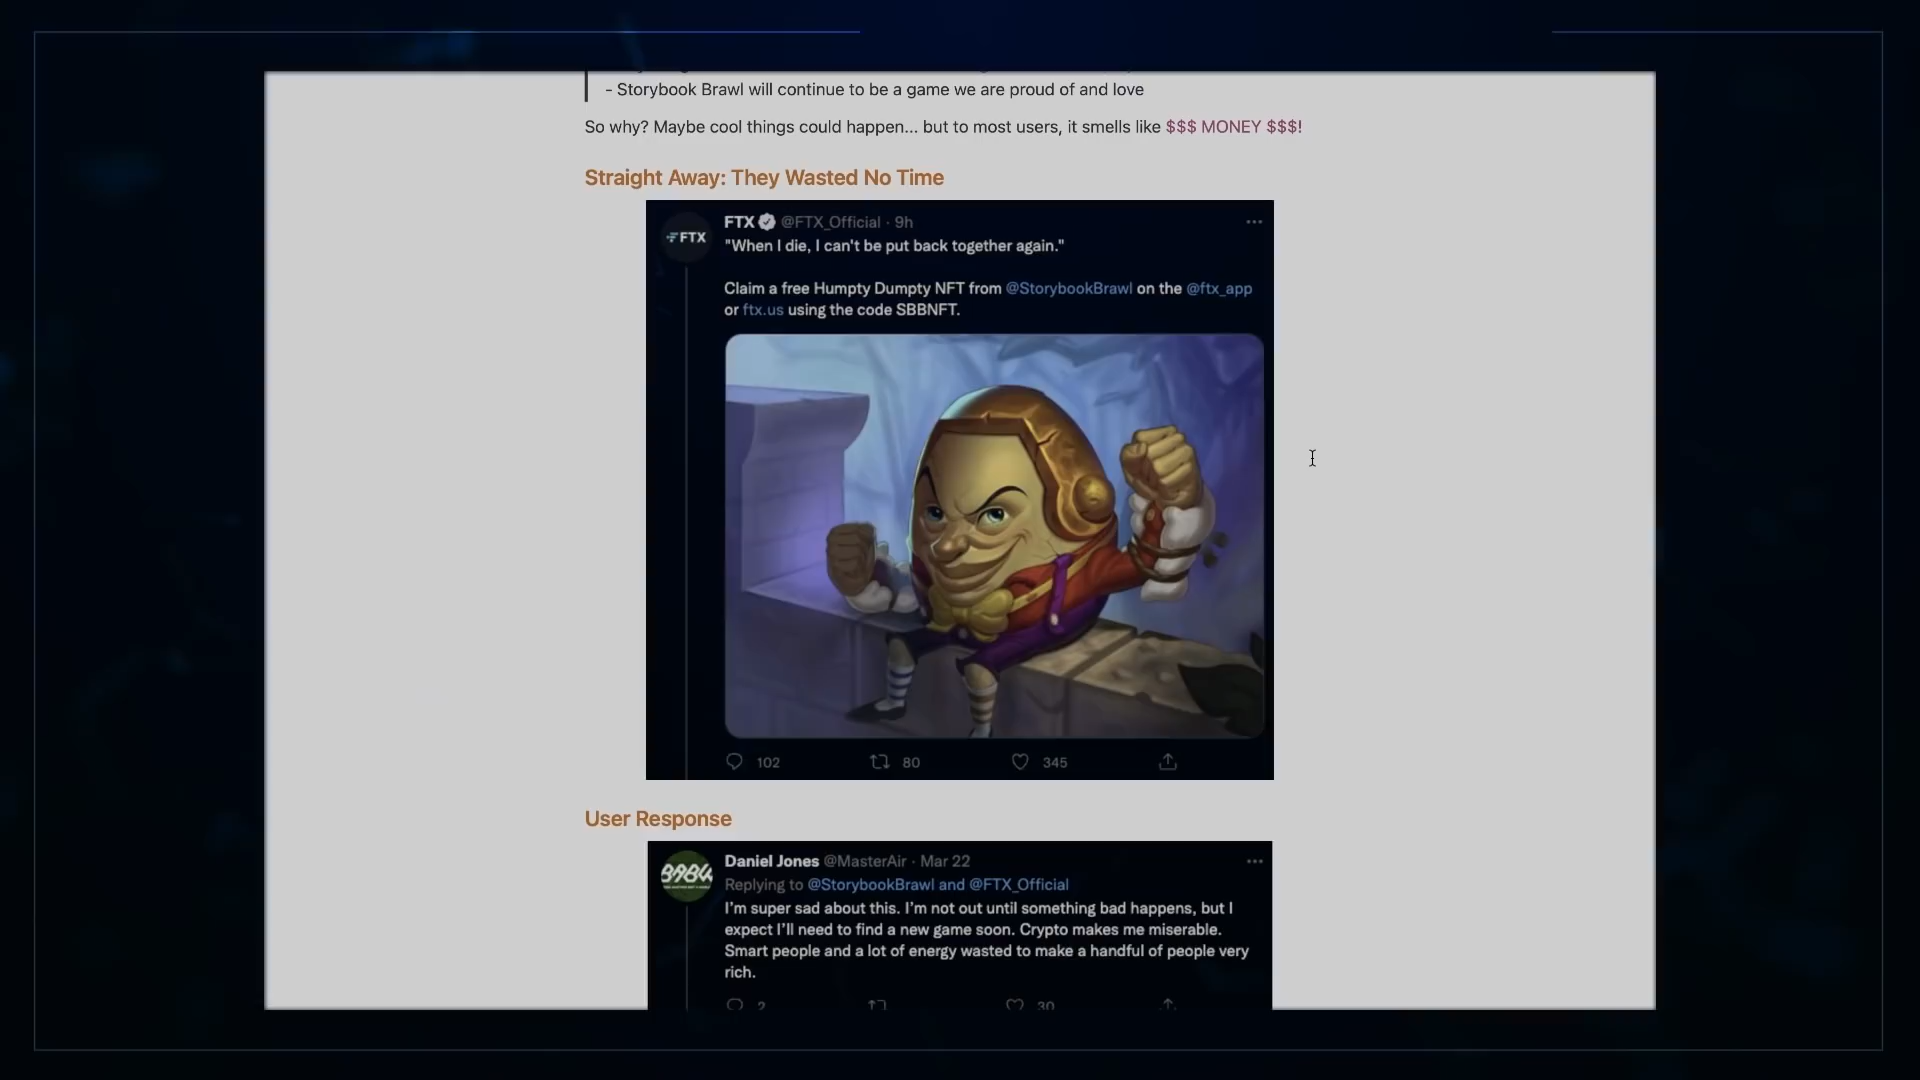 - Storybook Brawl will continue to be a game we are proud of and love
So why? Maybe cool things could happen... but to most users, it smells like $$$ MONEY $$$!
Straight Away: They Wasted No Time
FTX
FTX @FTX_Official · 9h
"When I die, I can't be put back together again."
Claim a free Humpty Dumpty NFT from @StorybookBrawl on the @ftx_app
or ftx.us using the code SBBNFT.
102 80 345
User Response
Daniel Jones @MasterAir · Mar 22
Replying to @StorybookBrawl and @FTX_Official
I'm super sad about this. I'm not out until something bad happens, but I
expect I'll need to find a new game soon. Crypto makes me miserable.
Smart people and a lot of energy wasted to make a handful of people very
rich.
2 30